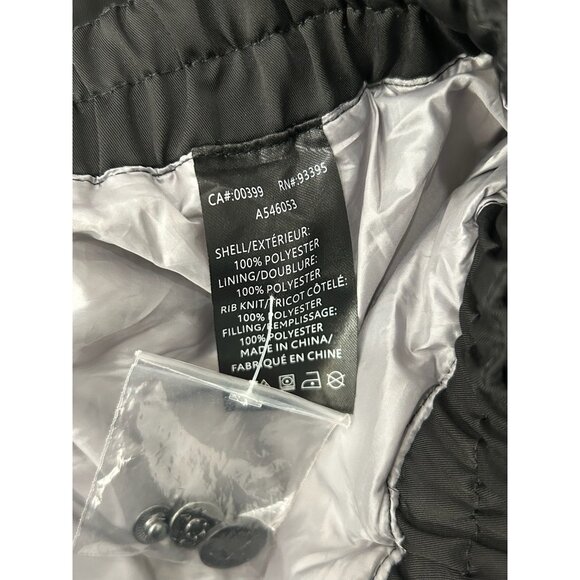 CA#:00399 RN#:93395
A546053
SHELL/EXTÉRIEUR:
100% POLYESTER
LINING/DOUBLURE:
100% POLYESTER
RIB KNIT/TRICOT CÔTELÉ:
100% POLYESTER
FILLING/REMPLISSAGE:
100% POLYESTER
MADE IN CHINA/
FABRIQUÉ EN CHINE